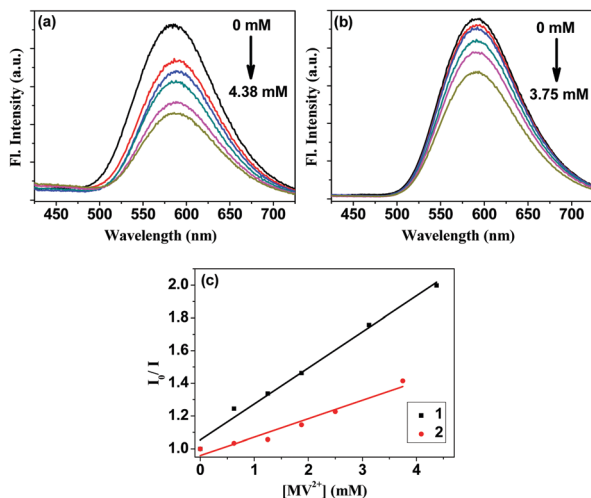 (a)
0 mM
4.38 mM
Fl. Intensity (a.u.)
450 500 550 600 650 700
Wavelength (nm)
(b)
0 mM
3.75 mM
Fl. Intensity (a.u.)
450 500 550 600 650 700
Wavelength (nm)
(c)
2.0
1.8
1.6
1.4
1.2
1.0
I₀/ I
1
2
0 1 2 3 4 5
[MV²⁺] (mM)